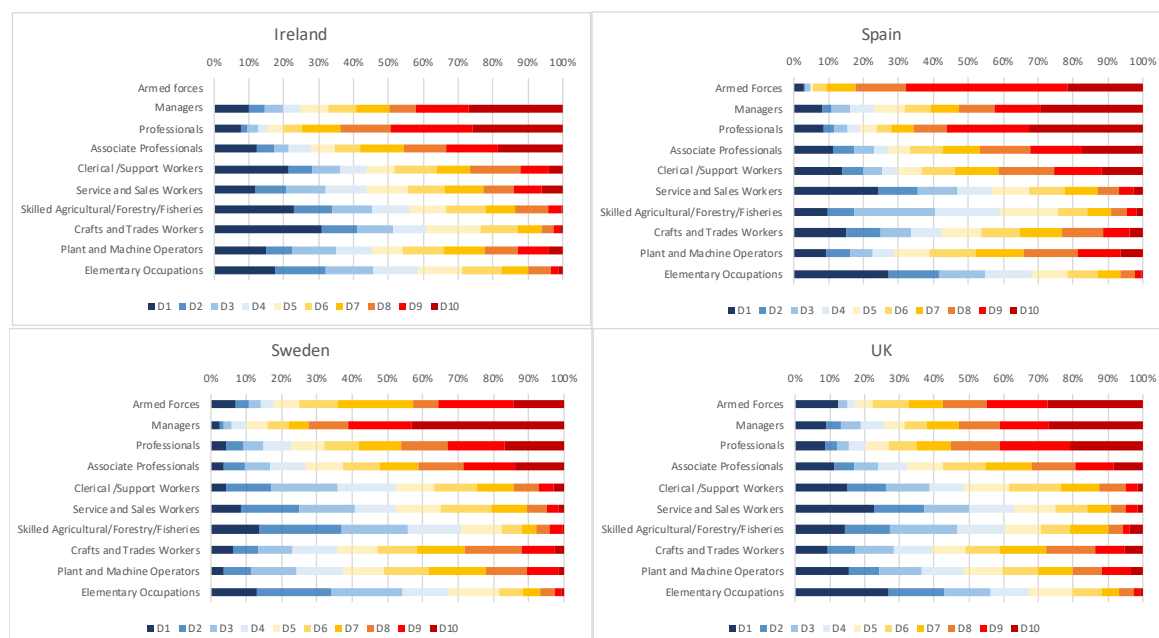 Ireland
0% 10% 20% 30% 40% 50% 60% 70% 80% 90% 100%
Armed forces
Managers
Professionals
Associate Professionals
Clerical /Support Workers
Service and Sales Workers
Skilled Agricultural/Forestry/Fisheries
Crafts and Trades Workers
Plant and Machine Operators
Elementary Occupations
D1 D2 D3 D4 D5 D6 D7 D8 D9 D10
Spain
0% 10% 20% 30% 40% 50% 60% 70% 80% 90% 100%
Armed Forces
Managers
Professionals
Associate Professionals
Clerical /Support Workers
Service and Sales Workers
Skilled Agricultural/Forestry/Fisheries
Crafts and Trades Workers
Plant and Machine Operators
Elementary Occupations
D1 D2 D3 D4 D5 D6 D7 D8 D9 D10
Sweden
0% 10% 20% 30% 40% 50% 60% 70% 80% 90% 100%
Armed Forces
Managers
Professionals
Associate Professionals
Clerical /Support Workers
Service and Sales Workers
Skilled Agricultural/Forestry/Fisheries
Crafts and Trades Workers
Plant and Machine Operators
Elementary Occupations
D1 D2 D3 D4 D5 D6 D7 D8 D9 D10
UK
0% 10% 20% 30% 40% 50% 60% 70% 80% 90% 100%
Armed Forces
Managers
Professionals
Associate Professionals
Clerical /Support Workers
Service and Sales Workers
Skilled Agricultural/Forestry/Fisheries
Crafts and Trades Workers
Plant and Machine Operators
Elementary Occupations
D1 D2 D3 D4 D5 D6 D7 D8 D9 D10